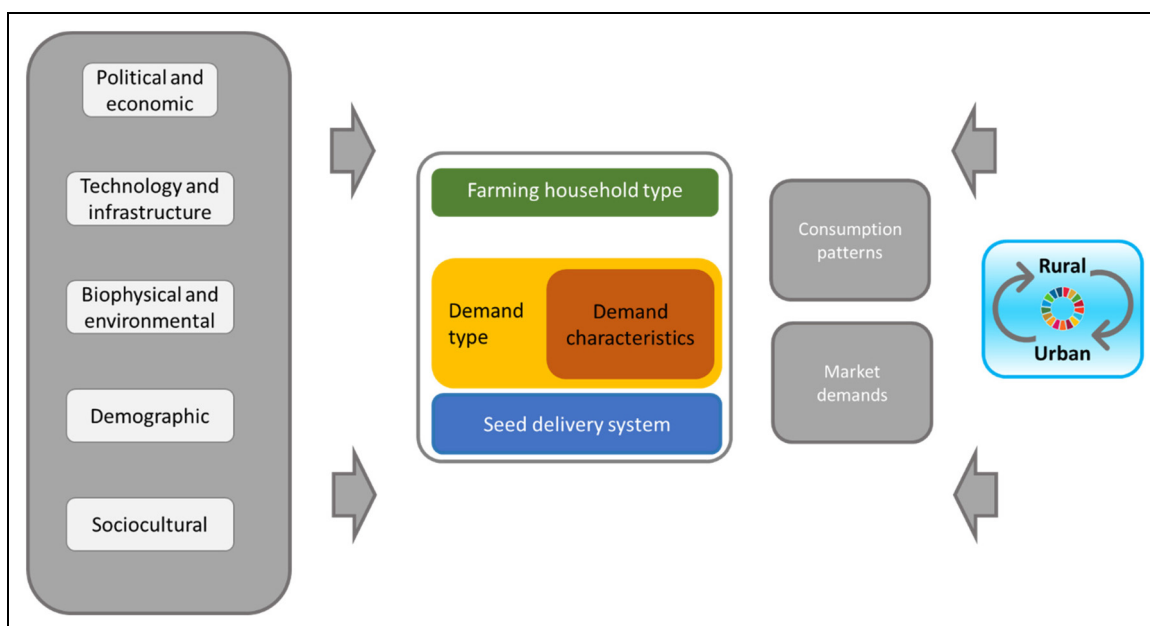 Political and
economic
Technology and
infrastructure
Biophysical and
environmental
Demographic
Sociocultural
Farming household type
Demand
type
Demand
characteristics
Seed delivery system
Consumption
patterns
Market
demands
Rural
Urban